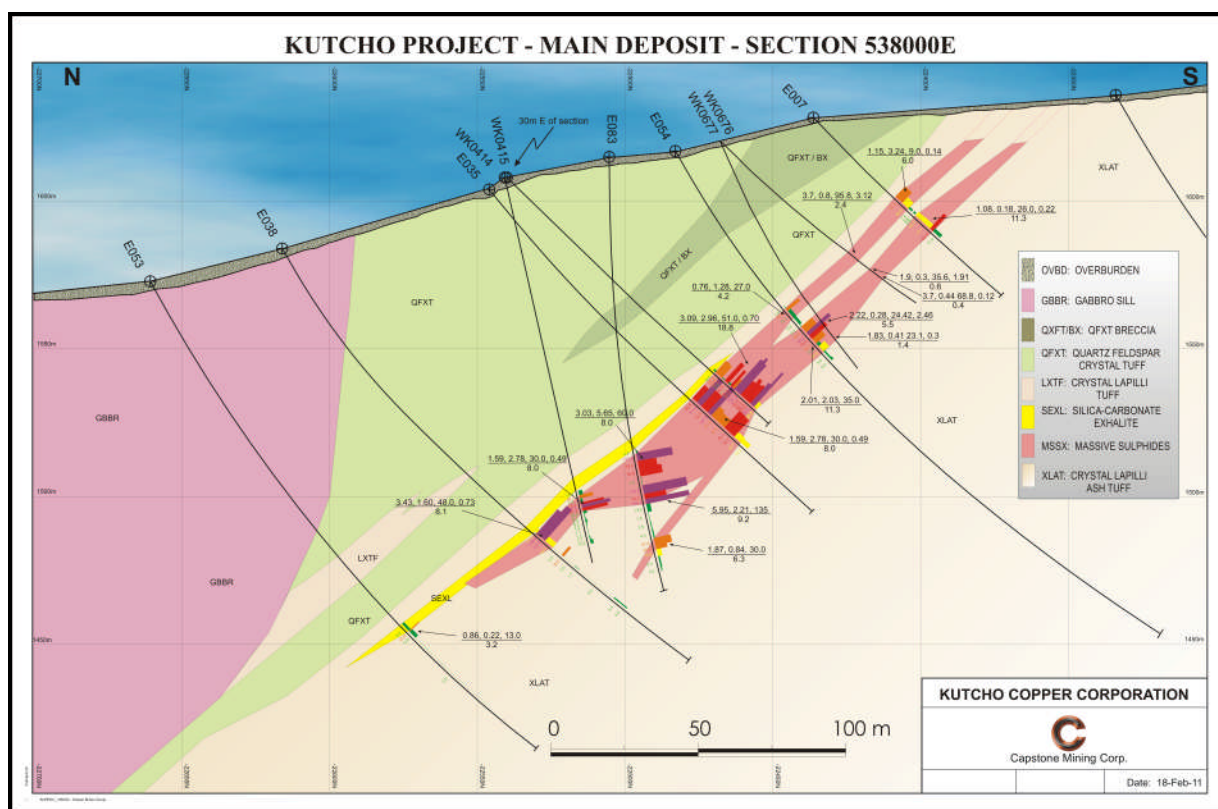 KUTCHO PROJECT - MAIN DEPOSIT - SECTION 538000E
N
S
30m E of section
E053
E038
E035
WK0414
WK0415
E083
E054
WK0677
WK0676
E007
QFXT / BX
XLAT
1.15, 3.24, 9.0, 0.14
6.0
3.7, 0.8, 95.8, 3.12
2.4
1.08, 0.18, 26.0, 0.22
11.3
QFXT
QFXT / BX
QFXT
1600m
1600m
1.9, 0.3, 35.6, 1.91
0.6
0.76, 1.28, 27.0
4.2
3.7, 0.44 68.8, 0.12
0.4
3.09, 2.96, 51.0, 0.70
18.8
2.22, 0.28, 24.42, 2.46
5.5
1.83, 0.41 23.1, 0.3
1.4
1550m
1550m
2.01, 2.03, 35.0
11.3
GBBR
XLAT
3.03, 5.65, 60.0
8.0
1.59, 2.78, 30.0, 0.49
8.0
1.59, 2.78, 30.0, 0.49
8.0
1500m
1500m
3.43, 1.60, 48.0, 0.73
8.1
5.95, 2.21, 135
9.2
1.87, 0.84, 30.0
6.3
LXTF
GBBR
SEXL
QFXT
0.86, 0.22, 13.0
3.2
1450m
1450m
XLAT
OVBD: OVERBURDEN
GBBR: GABBRO SILL
QXFT/BX: QFXT BRECCIA
QFXT: QUARTZ FELDSPAR
CRYSTAL TUFF
LXTF: CRYSTAL LAPILLI
TUFF
SEXL: SILICA-CARBONATE
EXHALITE
MSSX: MASSIVE SULPHIDES
XLAT: CRYSTAL LAPILLI
ASH TUFF
0 50 100 m
KUTCHO COPPER CORPORATION
Capstone Mining Corp.
Date: 18-Feb-11